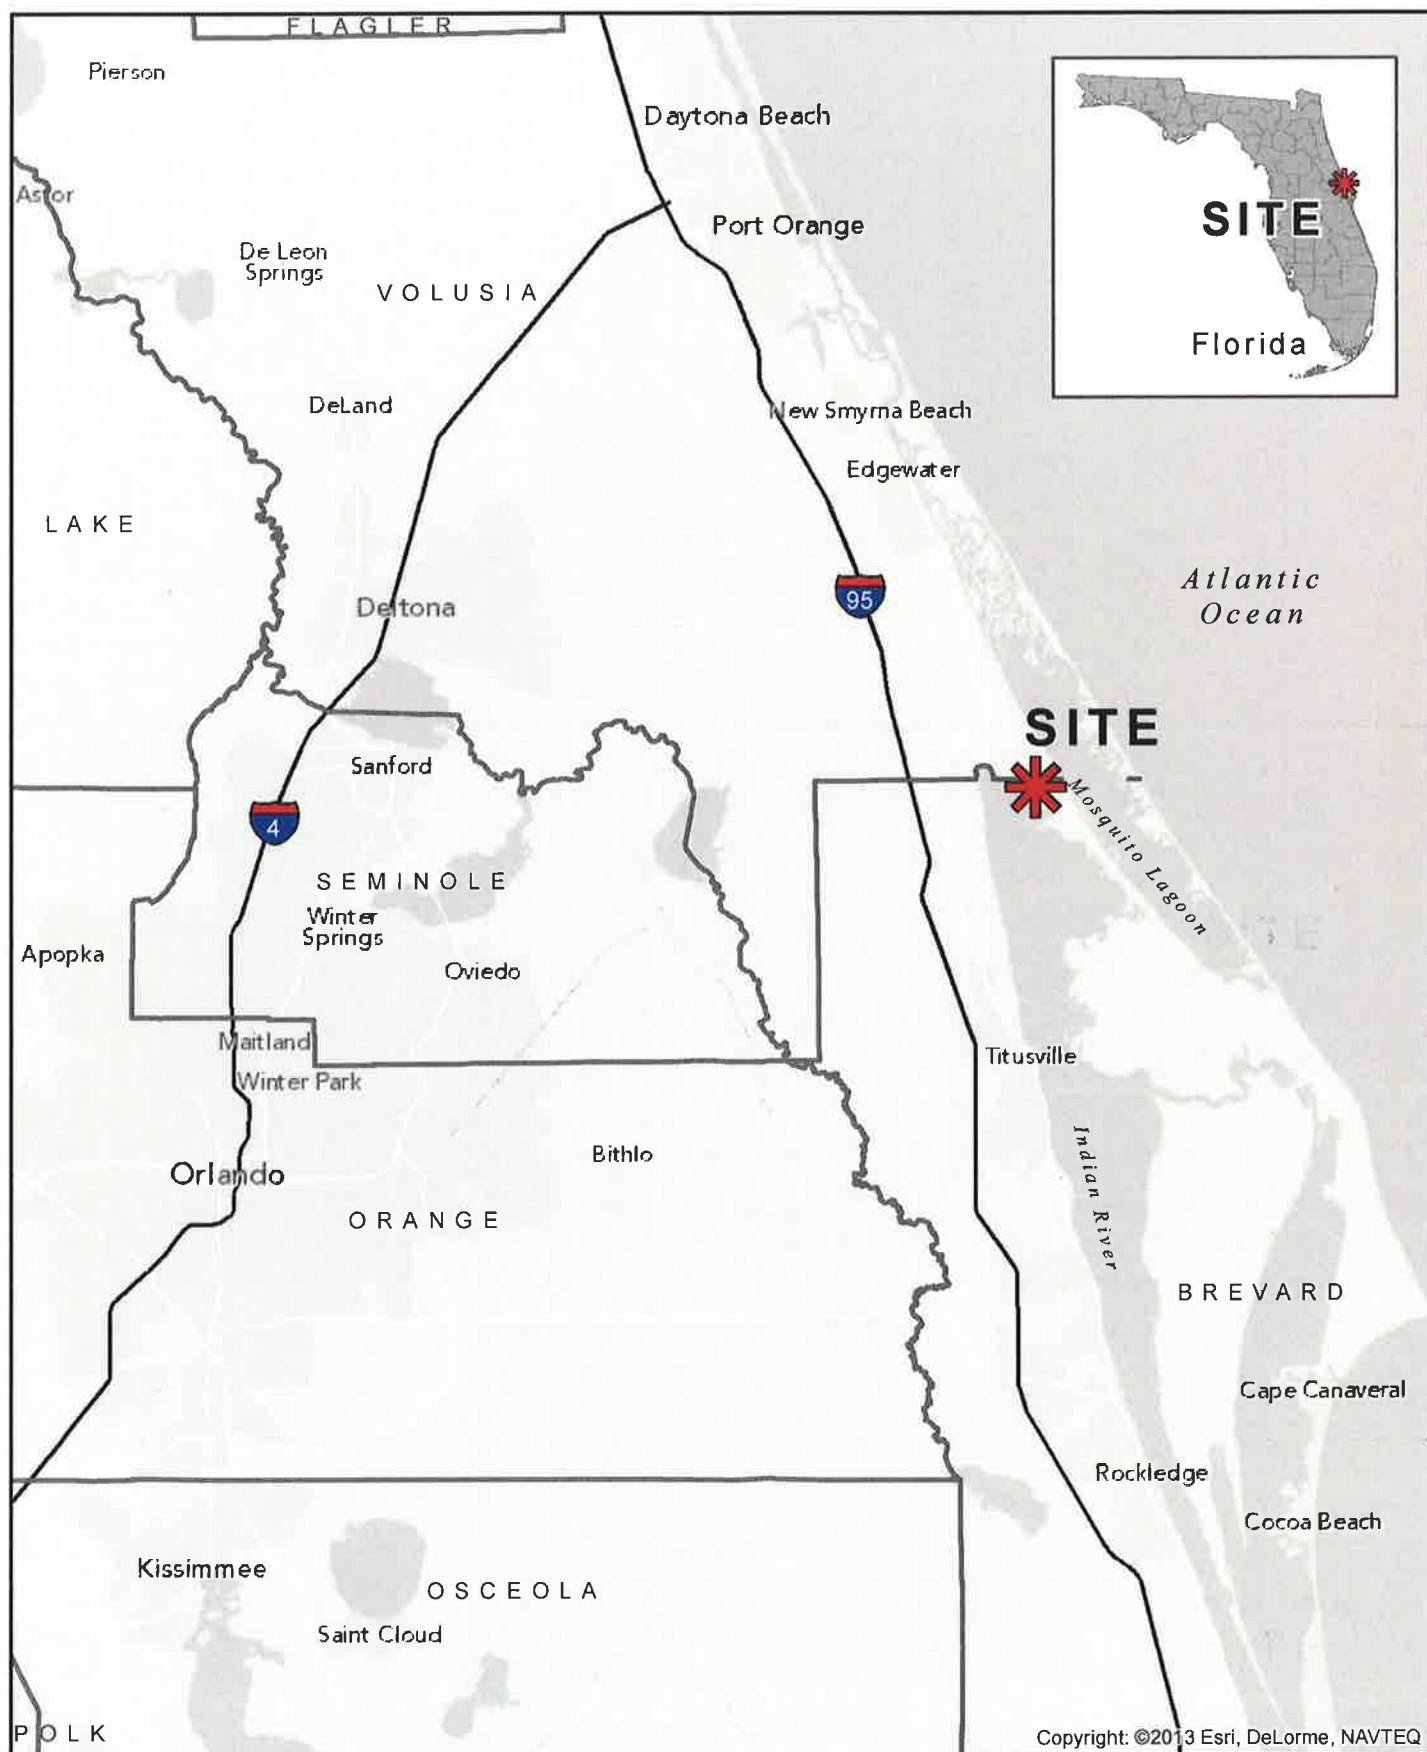 FLAGLER
Pierson
Daytona Beach
Astor
SITE
Port Orange
De Leon
Springs
VOLUSIA
Florida
DeLand
New Smyrna Beach
Edgewater
LAKE
Atlantic
Ocean
95
Deltona
SITE
Sanford
4
Mosquito Lagoon
SEMINOLE
Winter
Springs
Apopka
Oviedo
Maitland
Titusville
Winter Park
Indian River
Bithlo
Orlando
ORANGE
BREVARD
Cape Canaveral
Rockledge
Cocoa Beach
Kissimmee
OSCEOLA
Saint Cloud
POLK
Copyright: ©2013 Esri, DeLorme, NAVTEQ